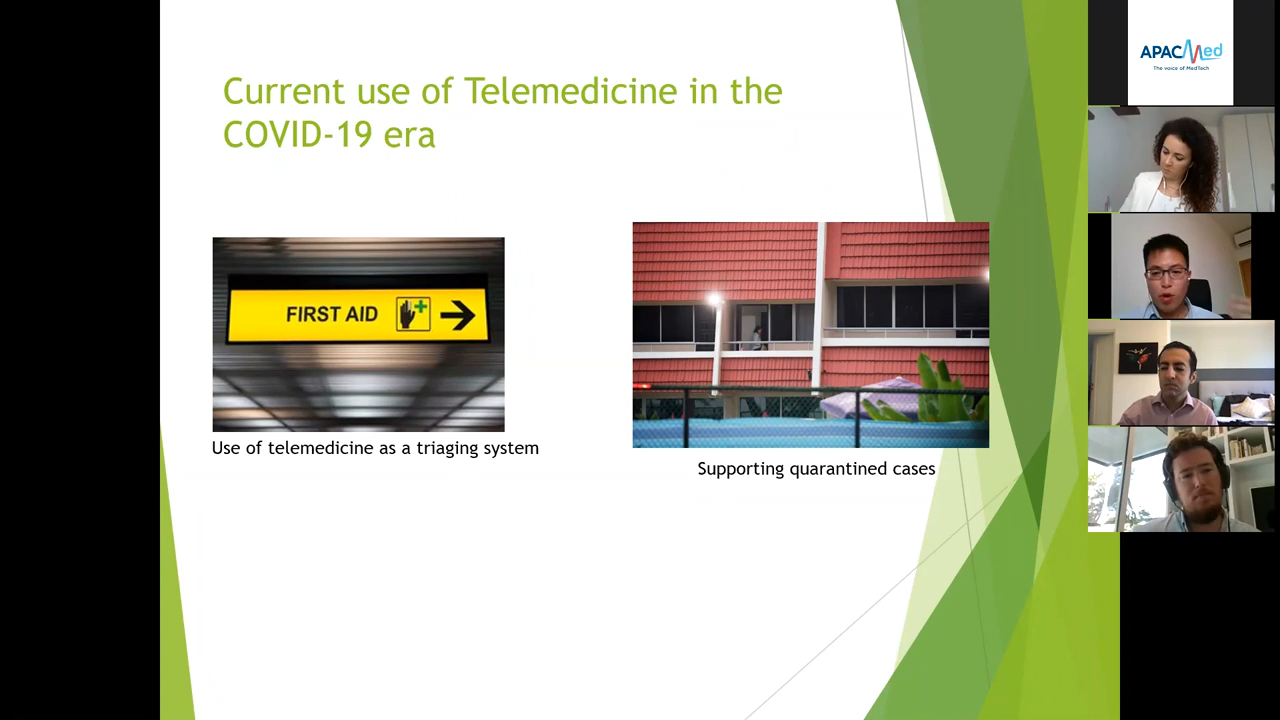 Current use of Telemedicine in the
COVID-19 era
FIRST AID
Use of telemedicine as a triaging system
Supporting quarantined cases
APACMed
The voice of MedTech